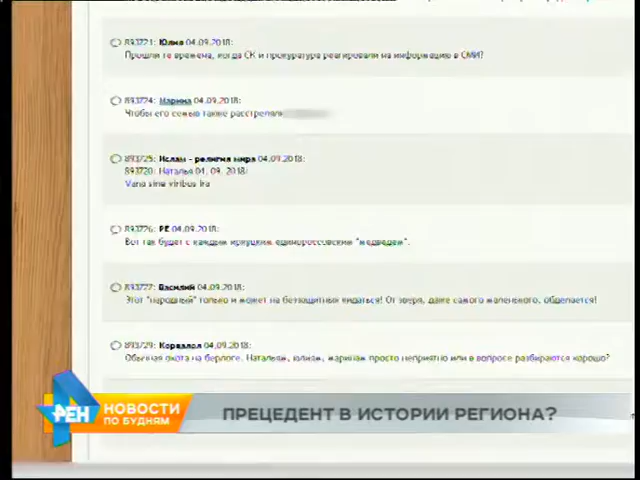 893721: Юлия 04.09.2018:
Прошли те времена, когда СК и прокуратура реагировали на информацию в СМИ?
893724: Марина 04.09.2018:
Чтобы его семью также расстреляли
893725: Ислам - религия мира 04.09.2018:
893720: Наталья 04. 09. 2018:
Vana sine viribus ira
893726: РЕ 04.09.2018:
Вот так будет с каждым иркуцким единороссовским "медведем".
893727: Василий 04.09.2018:
Этот "народный" только и может на беззащитных кидаться! От зверя, даже самого маленького, обделается!
893729: Корвалол 04.09.2018:
Обычная охота на берлоге. Натальям, юлиям, маринам просто неприятно или в вопросе разбираются хорошо?
РЕН
НОВОСТИ
ПО БУДНЯМ
ПРЕЦЕДЕНТ В ИСТОРИИ РЕГИОНА?